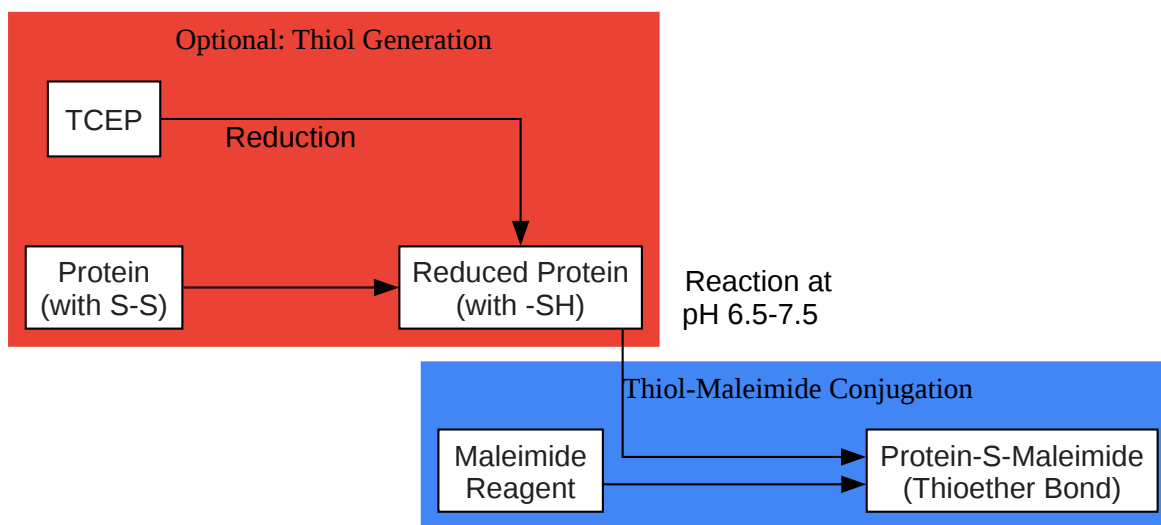 Optional: Thiol Generation
TCEP
Reduction
Protein
(with S-S)
Reduced Protein
(with -SH)
Reaction at
pH 6.5-7.5
Thiol-Maleimide Conjugation
Maleimide
Reagent
Protein-S-Maleimide
(Thioether Bond)